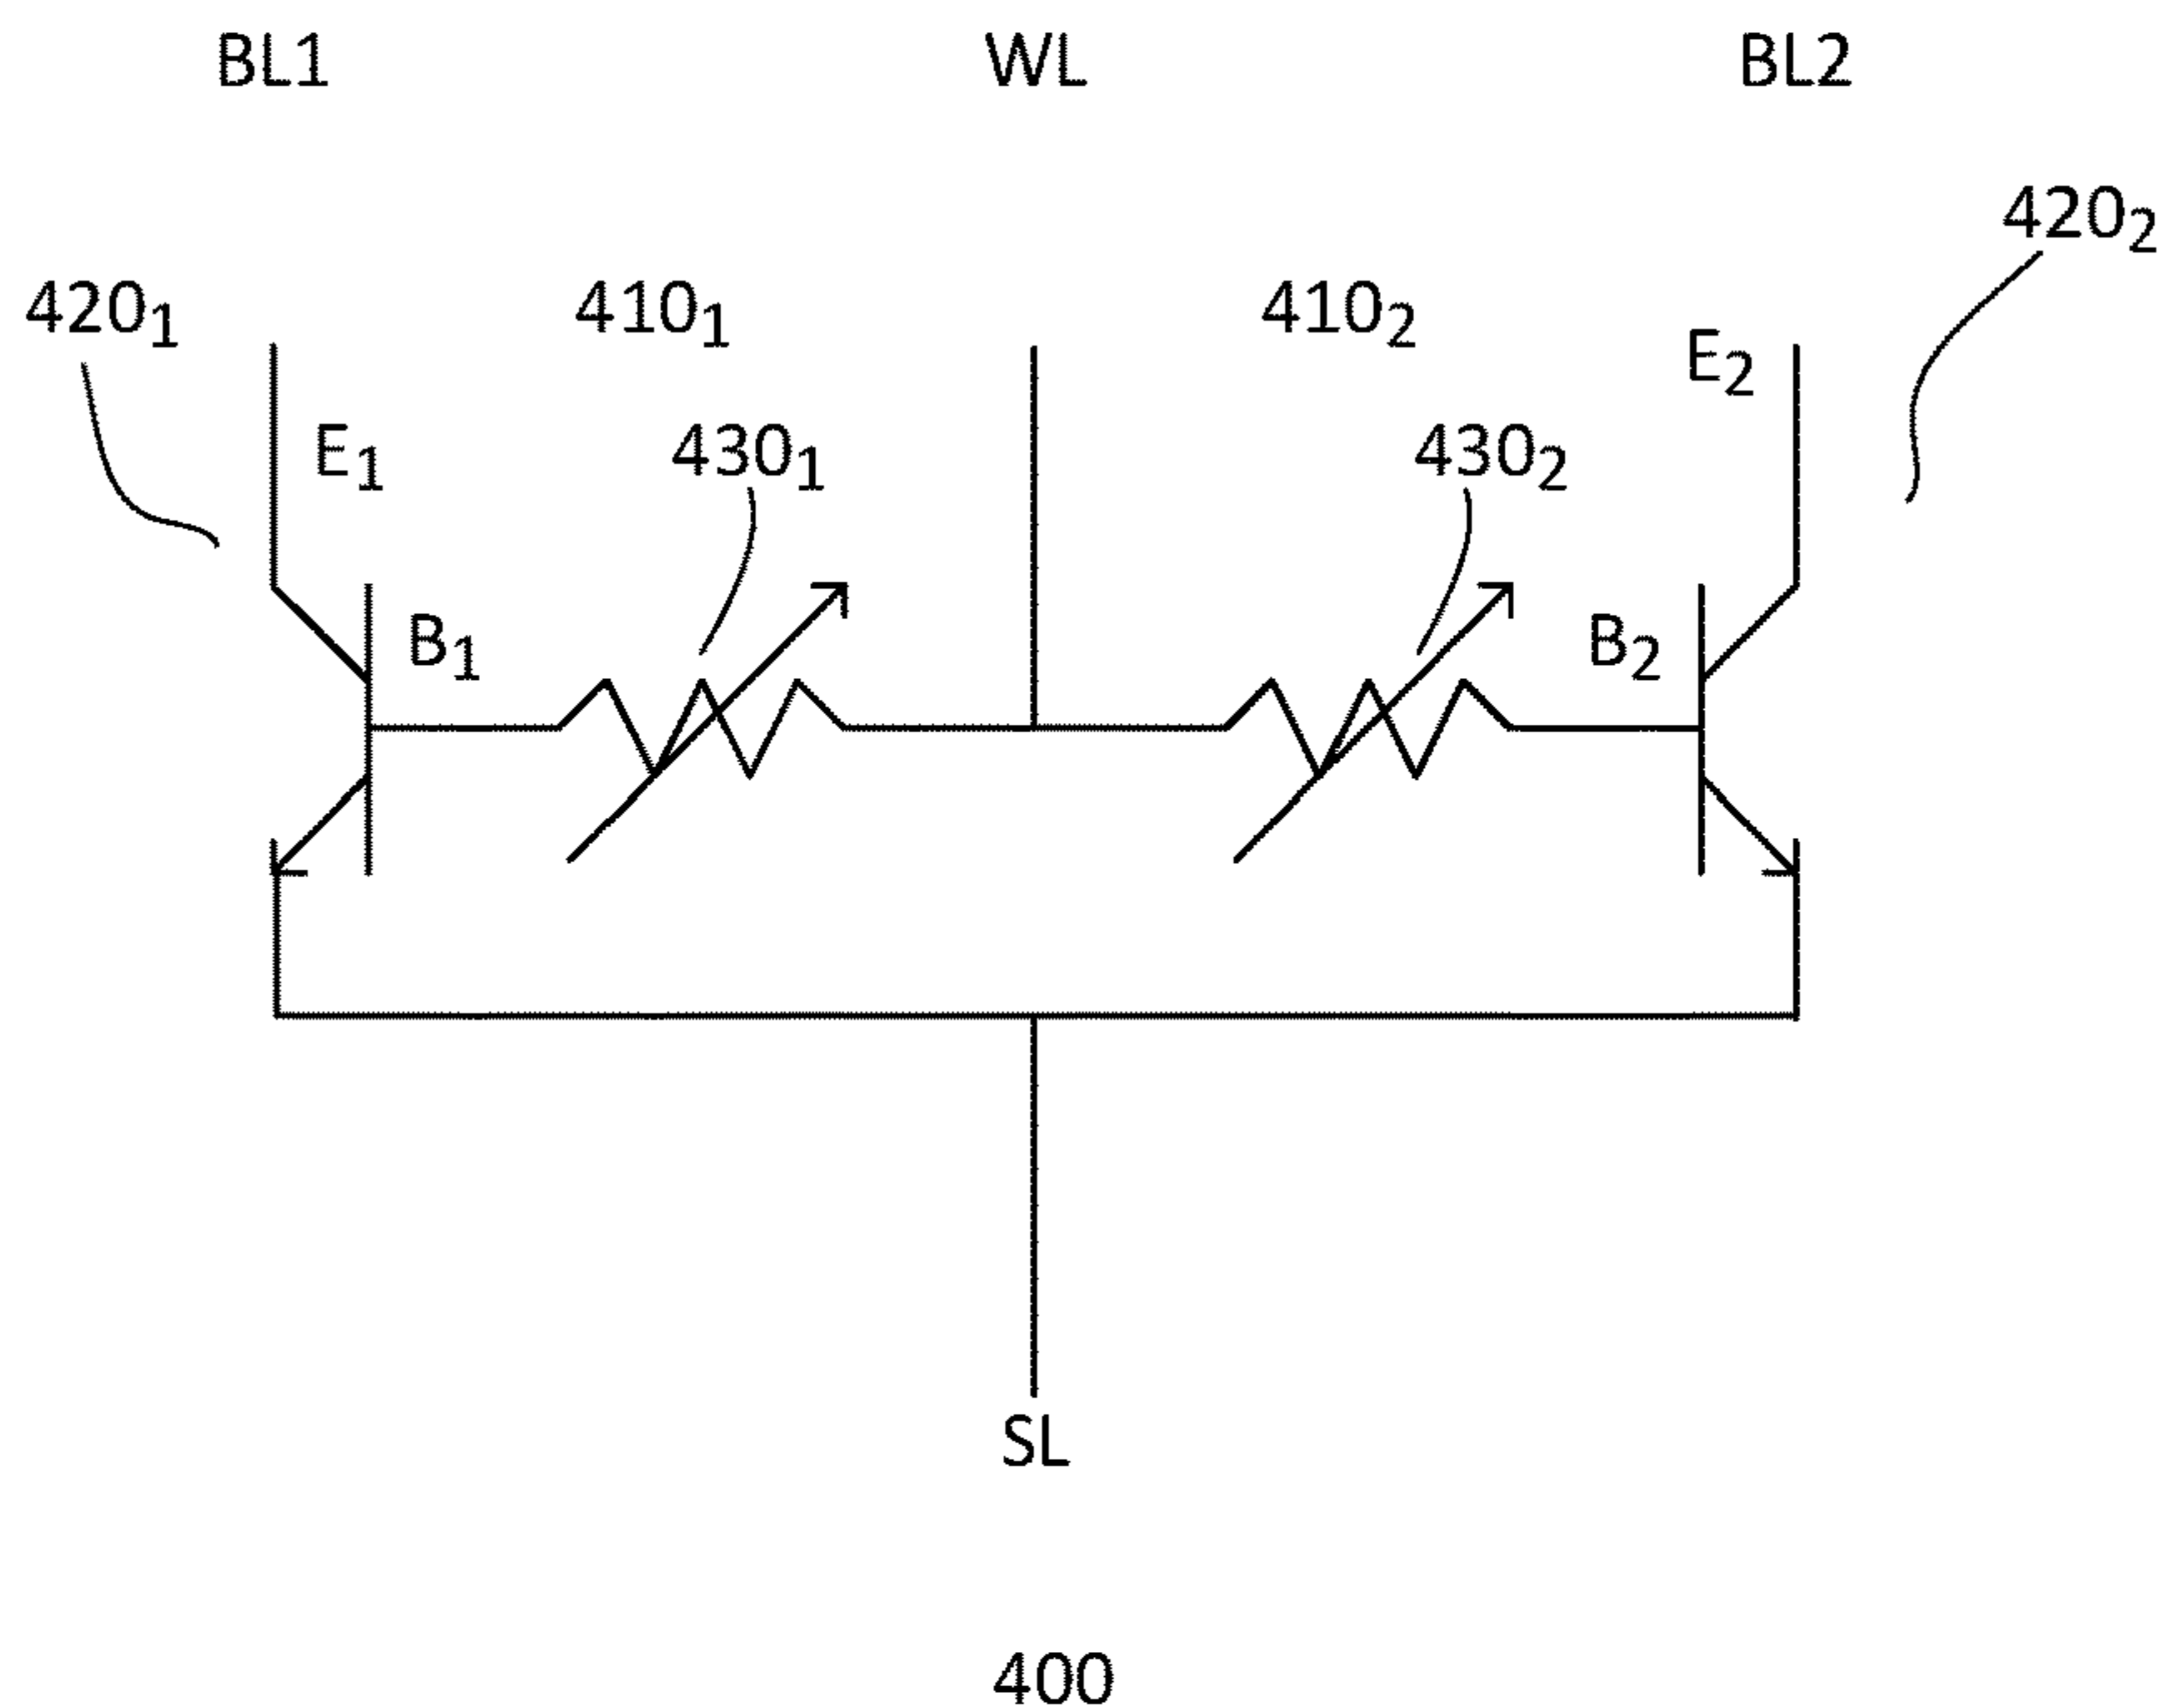 BL1 WL BL2
420₂
420₁ 410₁ 410₂
E₂
E₁ 430₁ 430₂
B₁ B₂
SL
400